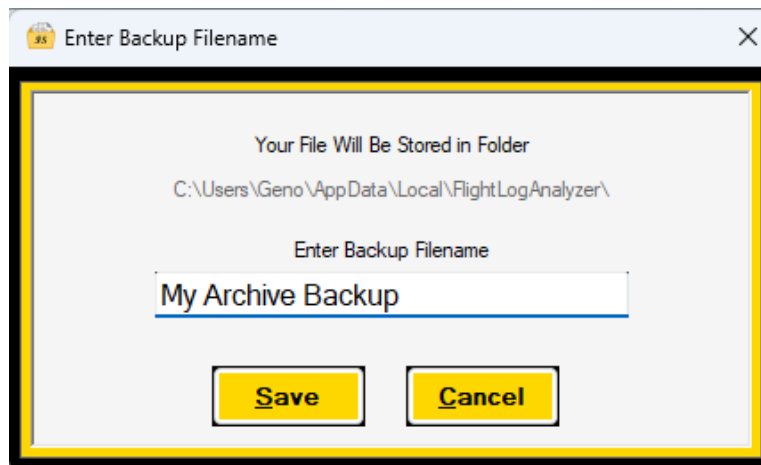 Enter Backup Filename
Your File Will Be Stored in Folder
C:\Users\Geno\AppData\Local\FlightLogAnalyzer\
Enter Backup Filename
My Archive Backup
Save Cancel